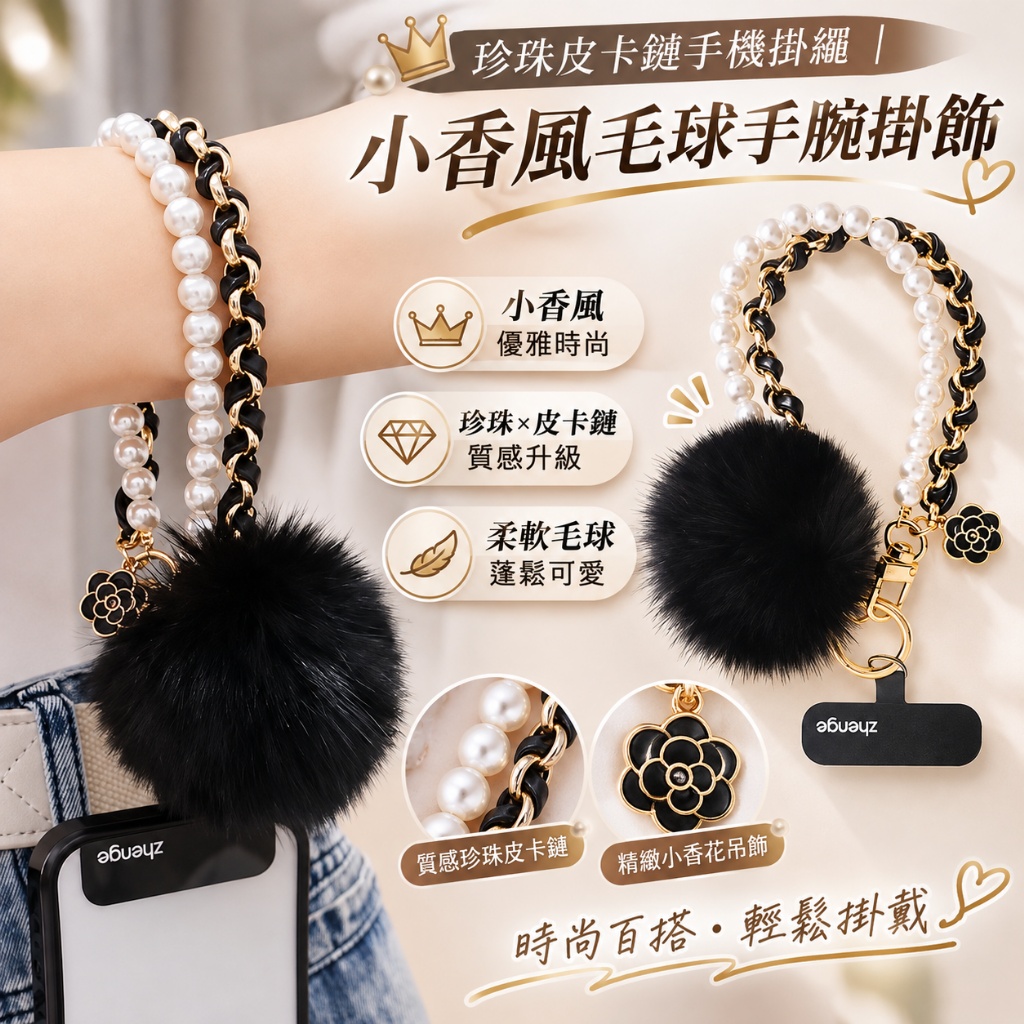 珍珠皮卡鏈手機掛繩｜
小香風毛球手腕掛飾
小香風
優雅時尚
珍珠×皮卡鏈
質感升級
柔軟毛球
蓬鬆可愛
zhenge
zhenge
質感珍珠皮卡鏈
精緻小香花吊飾
時尚百搭・輕鬆掛戴